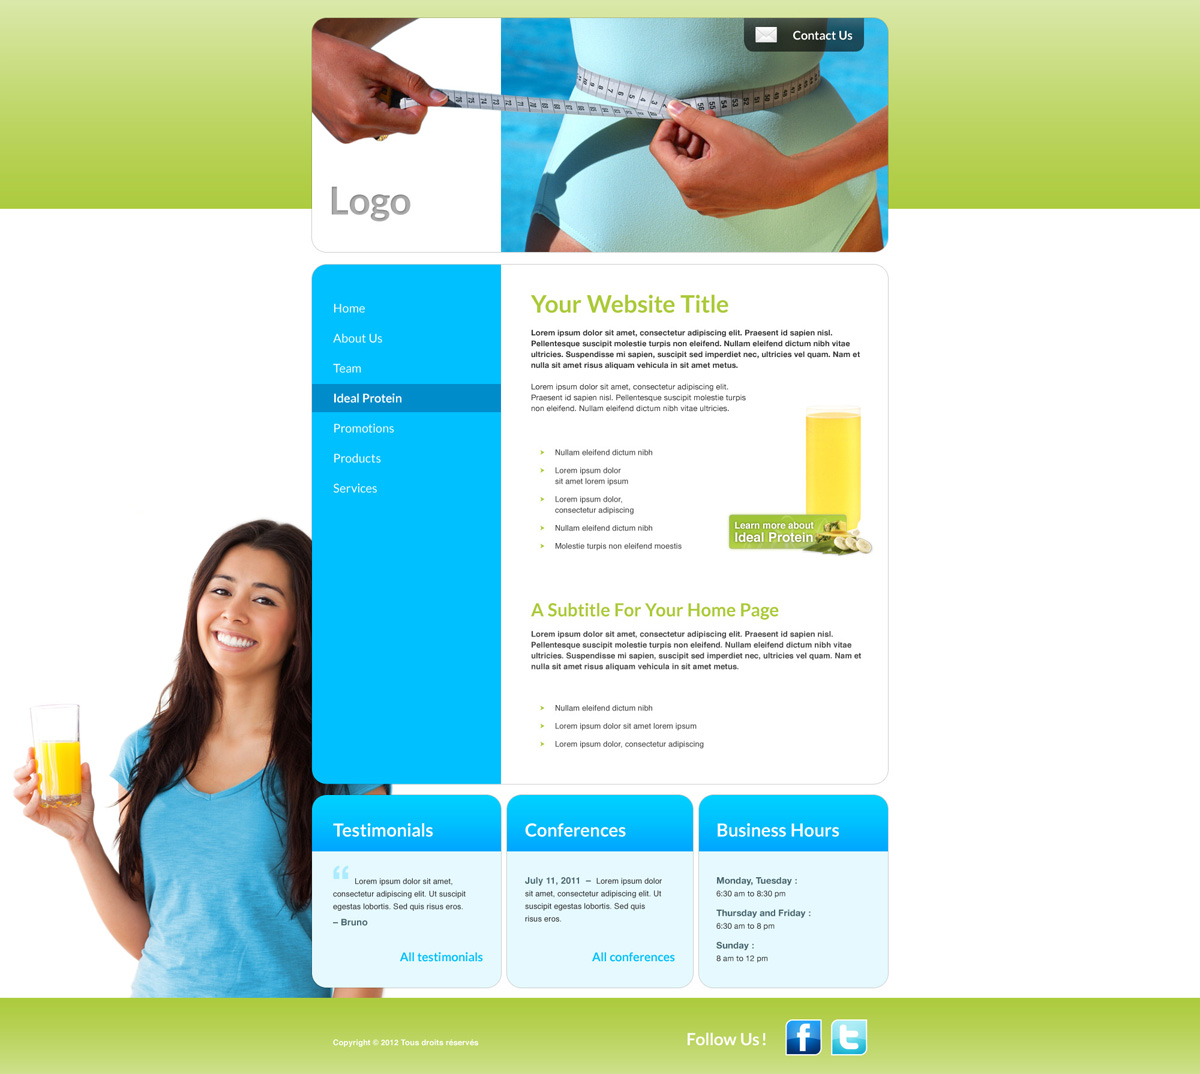 Contact Us
Logo
Home
About Us
Team
Ideal Protein
Promotions
Products
Services
Your Website Title
Lorem ipsum dolor sit amet, consectetur adipiscing elit. Praesent id sapien nisl.
Pellentesque suscipit molestie turpis non eleifend. Nullam eleifend dictum nibh vitae
ultricies. Suspendisse mi sapien, suscipit sed imperdiet nec, ultricies vel quam. Nam et
nulla sit amet risus aliquam vehicula in sit amet metus.
Lorem ipsum dolor sit amet, consectetur adipiscing elit.
Praesent id sapien nisl. Pellentesque suscipit molestie turpis
non eleifend. Nullam eleifend dictum nibh vitae ultricies.
Nullam eleifend dictum nibh
Lorem ipsum dolor
sit amet lorem ipsum
Lorem ipsum dolor,
consectetur adipiscing
Nullam eleifend dictum nibh
Molestie turpis non eleifend moestis
Learn more about
Ideal Protein
A Subtitle For Your Home Page
Lorem ipsum dolor sit amet, consectetur adipiscing elit. Praesent id sapien nisl.
Pellentesque suscipit molestie turpis non eleifend. Nullam eleifend dictum nibh vitae
ultricies. Suspendisse mi sapien, suscipit sed imperdiet nec, ultricies vel quam. Nam et
nulla sit amet risus aliquam vehicula in sit amet metus.
Nullam eleifend dictum nibh
Lorem ipsum dolor sit amet lorem ipsum
Lorem ipsum dolor, consectetur adipiscing
Testimonials
“ Lorem ipsum dolor sit amet,
consectetur adipiscing elit. Ut suscipit
egestas lobortis. Sed quis risus eros.
– Bruno
All testimonials
Conferences
July 11, 2011 – Lorem ipsum dolor
sit amet, consectetur adipiscing elit. Ut
suscipit egestas lobortis. Sed quis
risus eros.
All conferences
Business Hours
Monday, Tuesday :
6:30 am to 8:30 pm
Thursday and Friday :
6:30 am to 8 pm
Sunday :
8 am to 12 pm
Copyright © 2012 Tous droits réservés
Follow Us !
f
t